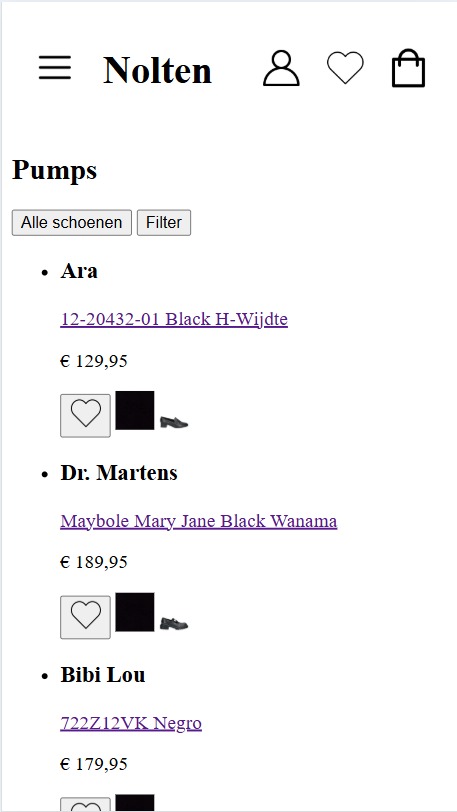 Nolten
Pumps
Alle schoenen Filter
Ara
12-20432-01 Black H-Wijdte
€ 129,95
Dr. Martens
Maybole Mary Jane Black Wanama
€ 189,95
Bibi Lou
722Z12VK Negro
€ 179,95